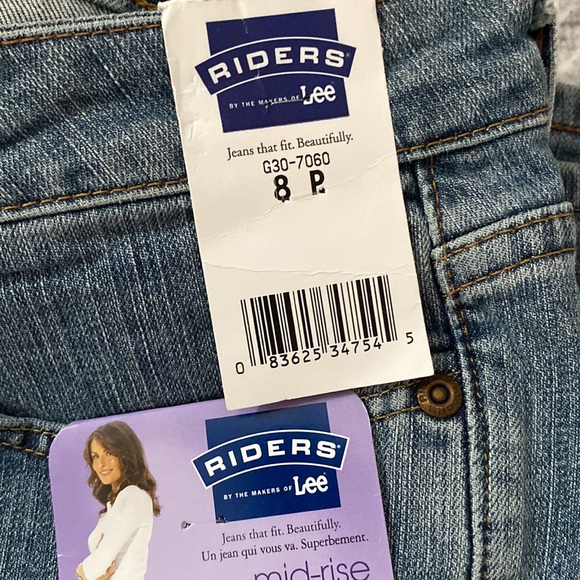 RIDERS®
BY THE MAKERS OF Lee
Jeans that fit. Beautifully.
G30-7060
8 P
0 83625 34754 5
RIDERS®
BY THE MAKERS OF Lee
Jeans that fit. Beautifully.
Un jean qui vous va. Superbement.
mid-rise